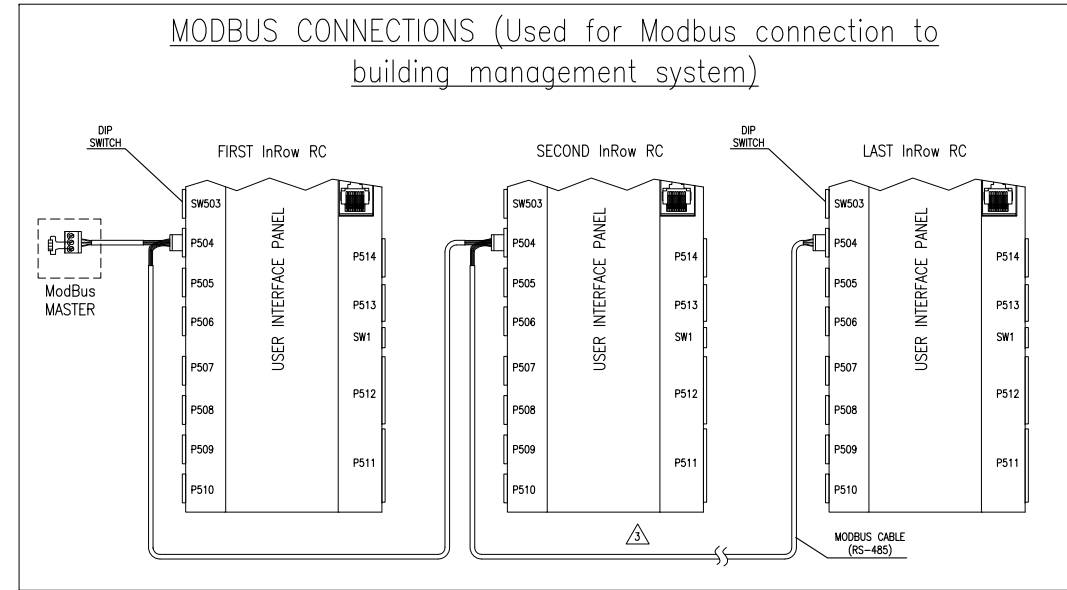 MODBUS CONNECTIONS (Used for Modbus connection to
building management system)
DIP
SWITCH
FIRST InRow RC
SW503
P504
P505
P506
P507
P508
P509
P510
USER INTERFACE PANEL
P514
P513
SW1
P512
P511
ModBus
MASTER
SECOND InRow RC
SW503
P504
P505
P506
P507
P508
P509
P510
USER INTERFACE PANEL
P514
P513
SW1
P512
P511
3
DIP
SWITCH
LAST InRow RC
SW503
P504
P505
P506
P507
P508
P509
P510
USER INTERFACE PANEL
P514
P513
SW1
P512
P511
MODBUS CABLE
(RS-485)